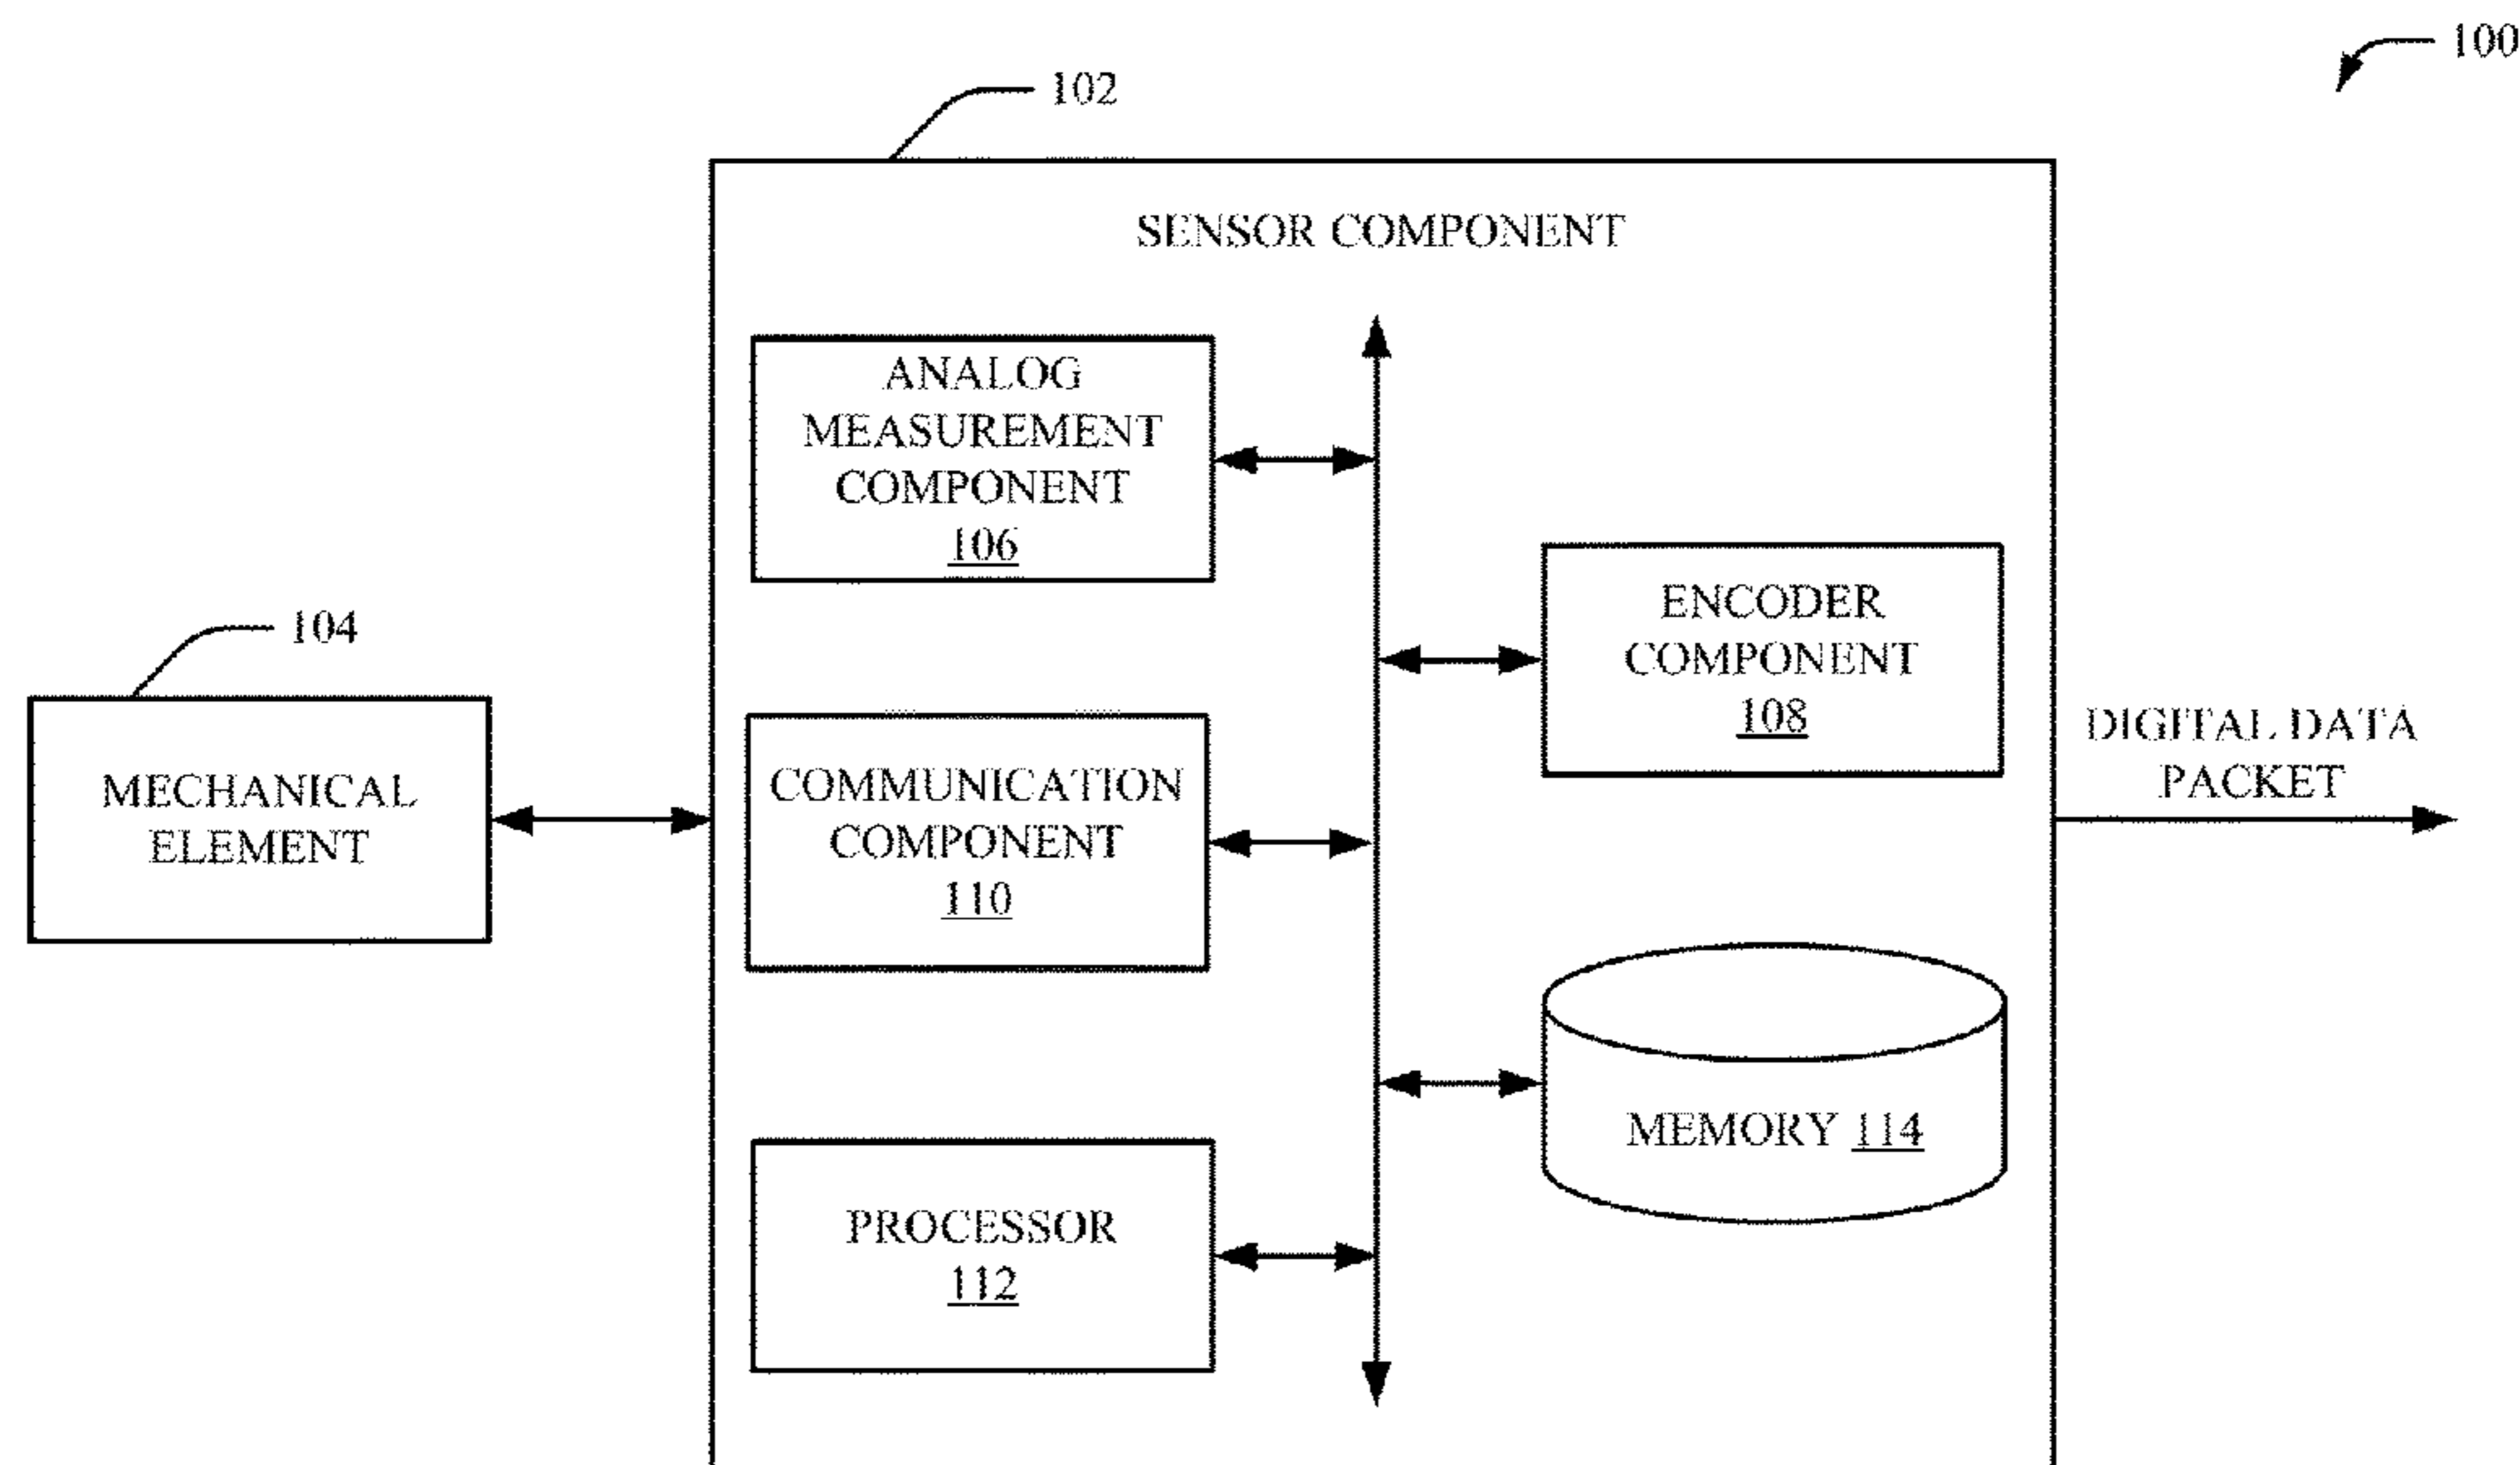 100
102
SENSOR COMPONENT
ANALOG
MEASUREMENT
COMPONENT
106
ENCODER
COMPONENT
108
104
MECHANICAL
ELEMENT
COMMUNICATION
COMPONENT
110
DIGITAL DATA
PACKET
MEMORY 114
PROCESSOR
112